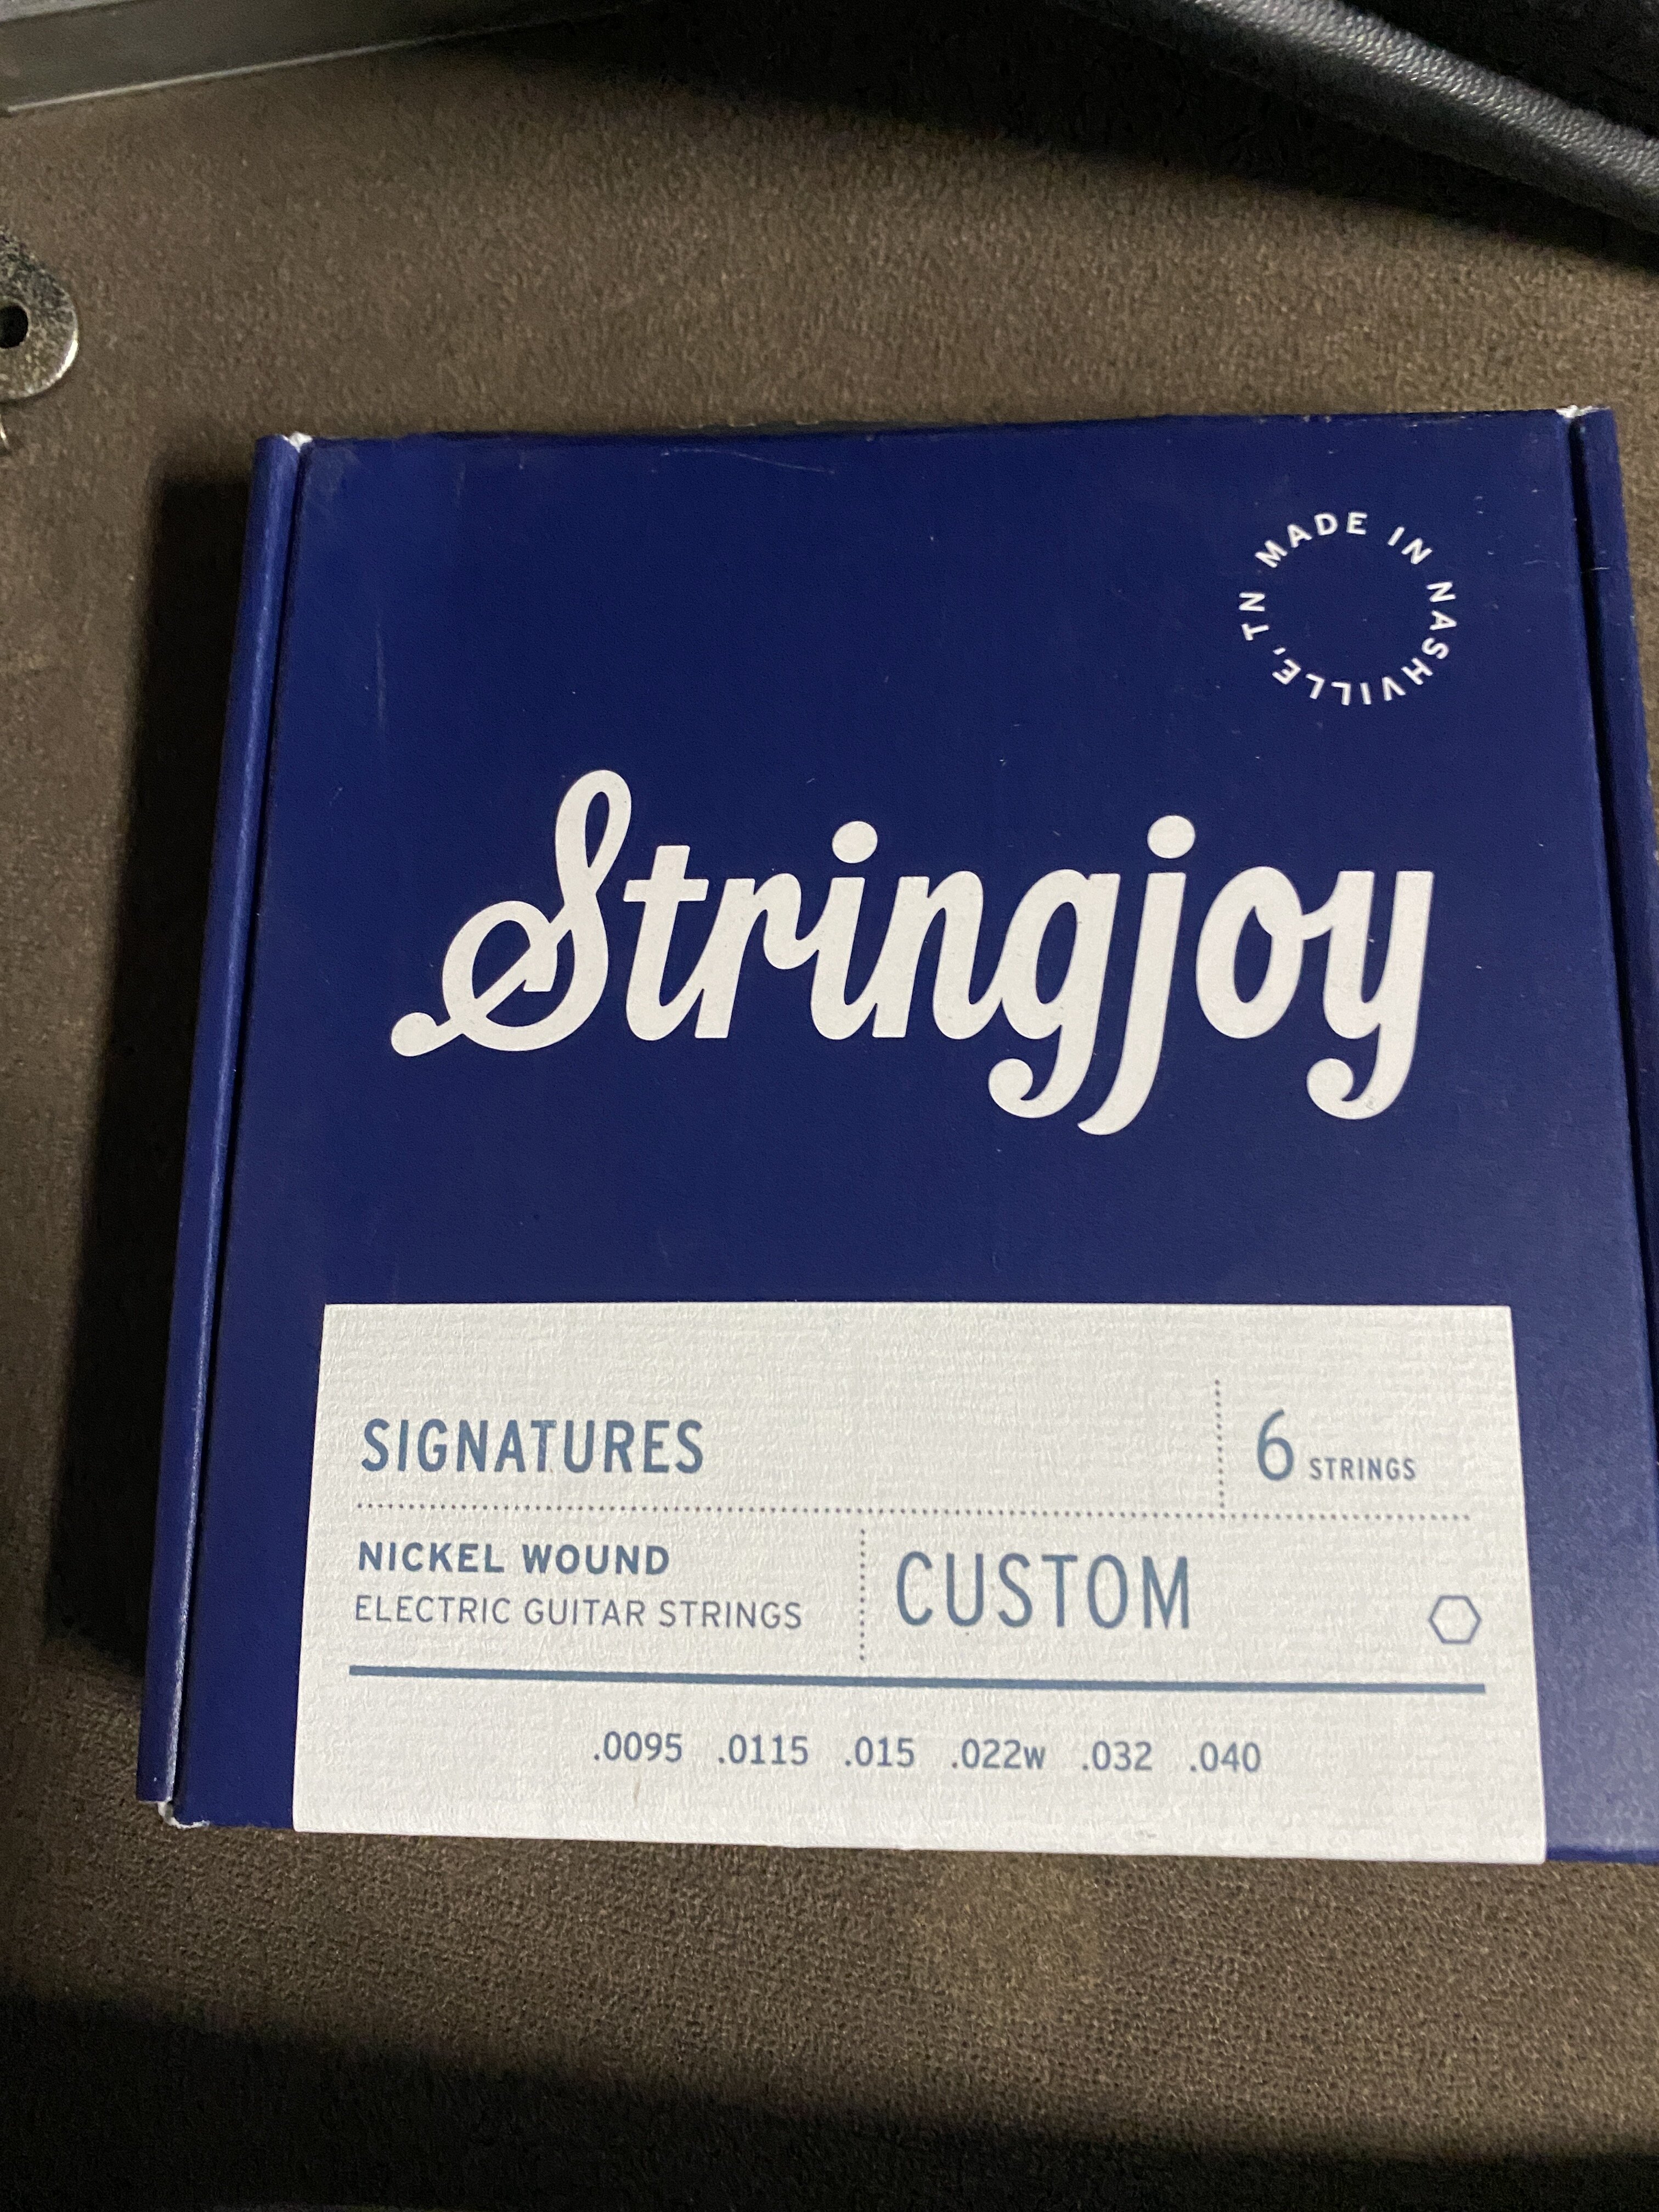 MADE IN NASHVILLE, TN
Stringjoy
SIGNATURES
6 STRINGS
NICKEL WOUND
ELECTRIC GUITAR STRINGS
CUSTOM
.0095 .0115 .015 .022w .032 .040